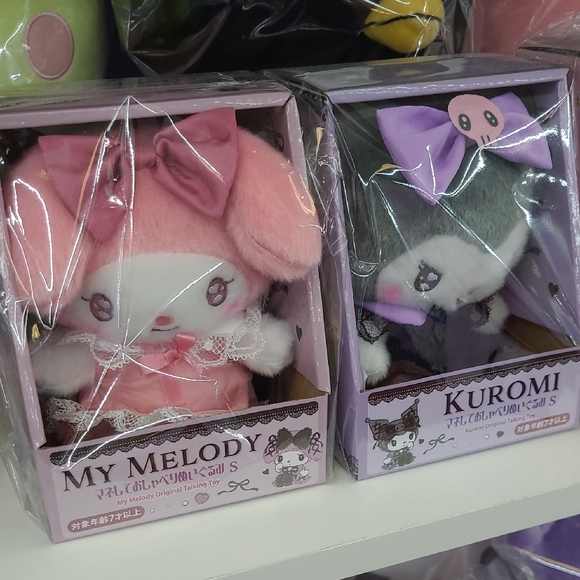 MY MELODY
マネしておしゃべりぬいぐるみ S
My Melody Original Talking Toy
対象年齢7才以上
KUROMI
マネしておしゃべりぬいぐるみ S
Kuromi Original Talking Toy
対象年齢7才以上